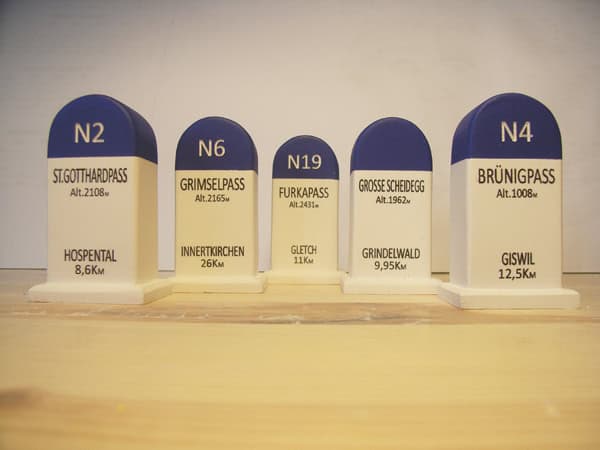 N2
ST.GOTTHARDPASS
Alt.2108M
HOSPENTAL
8,6KM
N6
GRIMSELPASS
Alt.2165M
INNERTKIRCHEN
26KM
N19
FURKAPASS
Alt.2431M
GLETCH
11KM
GROSSE SCHEIDEGG
Alt.1962M
GRINDELWALD
9,95KM
N4
BRÜNIGPASS
Alt.1008M
GISWIL
12,5KM